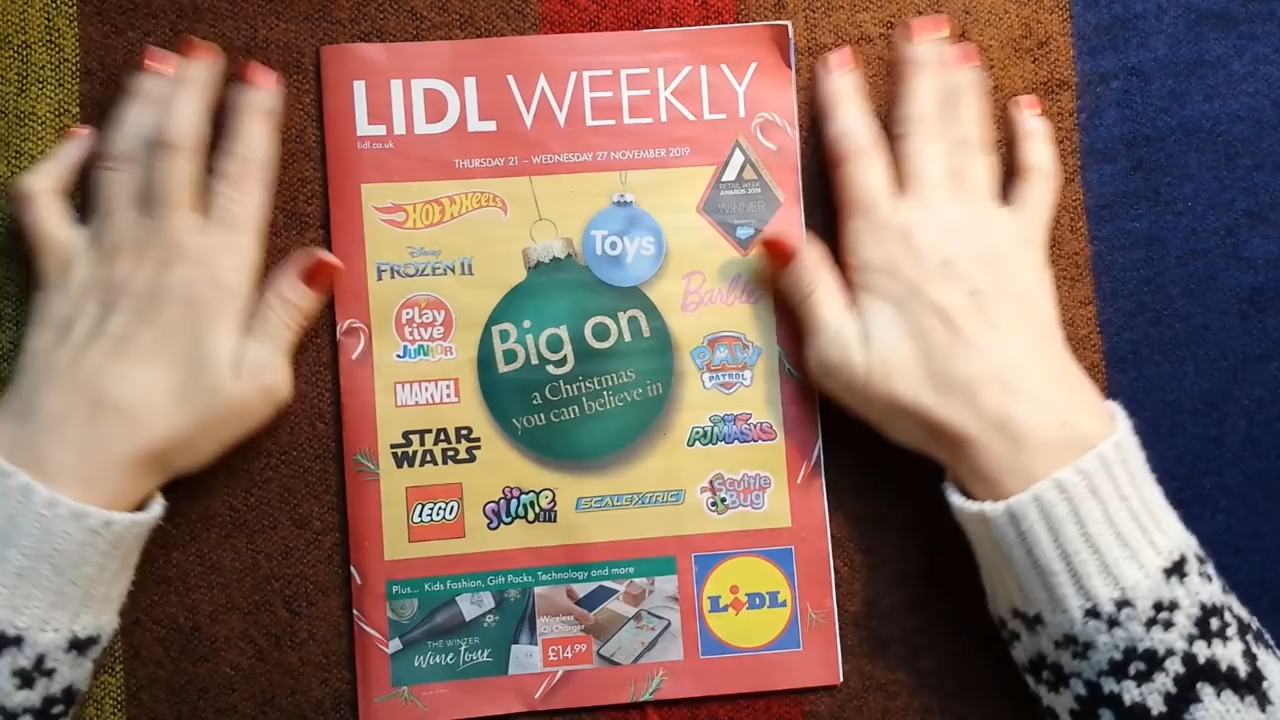 LIDL WEEKLY
lidl.co.uk
THURSDAY 21 – WEDNESDAY 27 NOVEMBER 2019
RETAIL WEEK
AWARDS 2019
WINNER
HOT WHEELS
Disney
FROZEN II
Play
tive
JUNIOR
MARVEL
STAR
WARS
LEGO
SO
SLIME
DIY
SCALEXTRIC
Toys
Big on
a Christmas
you can believe in
Barbie
PAW
PATROL
PJMASKS
Scuttle
Bug
Plus... Kids Fashion, Gift Packs, Technology and more
THE WINTER
Wine Tour
Wireless
Qi Charger
£14.99
LIDL